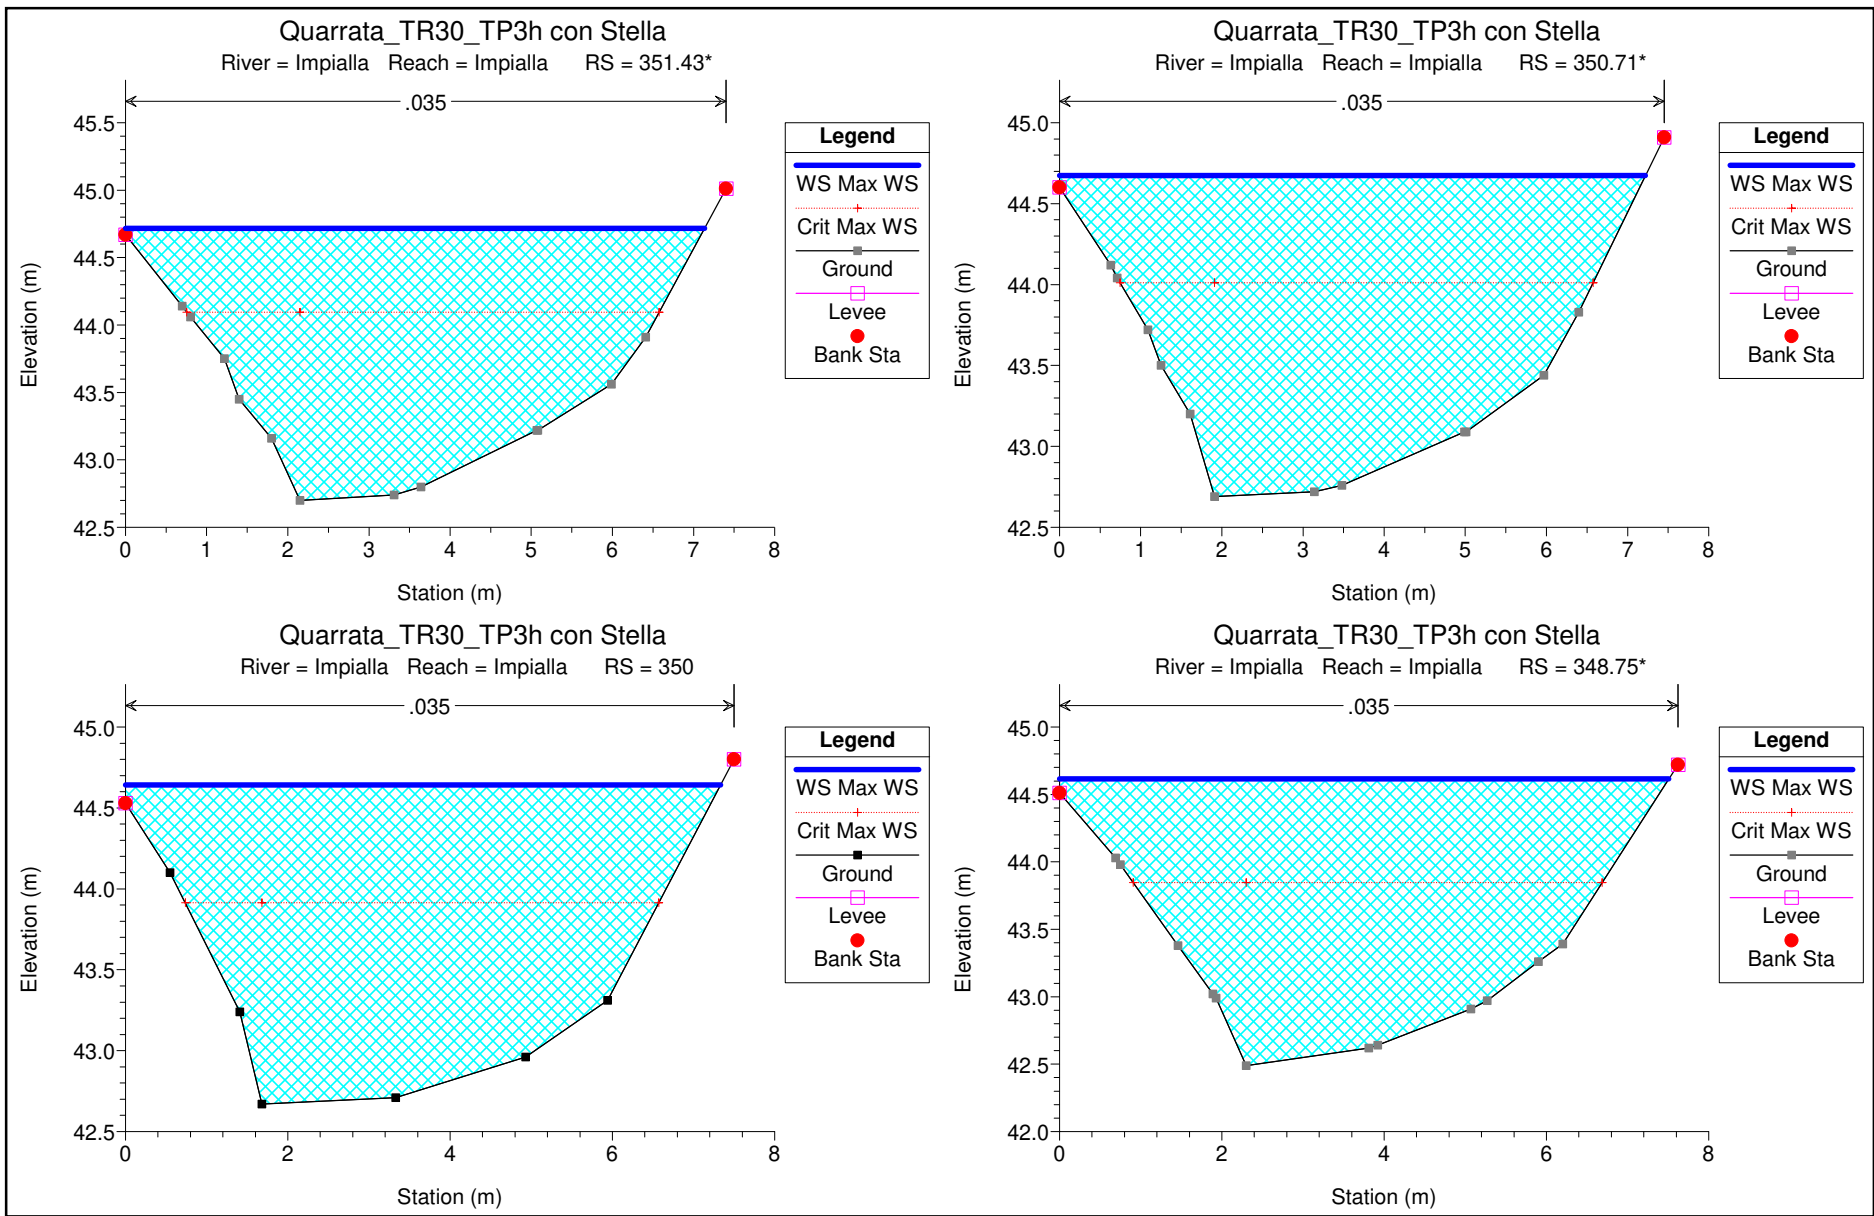 Quarrata_TR30_TP3h con Stella
River = Impialla Reach = Impialla RS = 351.43*
.035
45.5
45.0
44.5
44.0
43.5
43.0
42.5
0 1 2 3 4 5 6 7 8
Station (m)
Elevation (m)
Legend
WS Max WS
Crit Max WS
Ground
Levee
Bank Sta
Quarrata_TR30_TP3h con Stella
River = Impialla Reach = Impialla RS = 350.71*
.035
45.0
44.5
44.0
43.5
43.0
42.5
0 1 2 3 4 5 6 7 8
Station (m)
Elevation (m)
Legend
WS Max WS
Crit Max WS
Ground
Levee
Bank Sta
Quarrata_TR30_TP3h con Stella
River = Impialla Reach = Impialla RS = 350
.035
45.0
44.5
44.0
43.5
43.0
42.5
0 2 4 6 8
Station (m)
Elevation (m)
Legend
WS Max WS
Crit Max WS
Ground
Levee
Bank Sta
Quarrata_TR30_TP3h con Stella
River = Impialla Reach = Impialla RS = 348.75*
.035
45.0
44.5
44.0
43.5
43.0
42.5
42.0
0 2 4 6 8
Station (m)
Elevation (m)
Legend
WS Max WS
Crit Max WS
Ground
Levee
Bank Sta